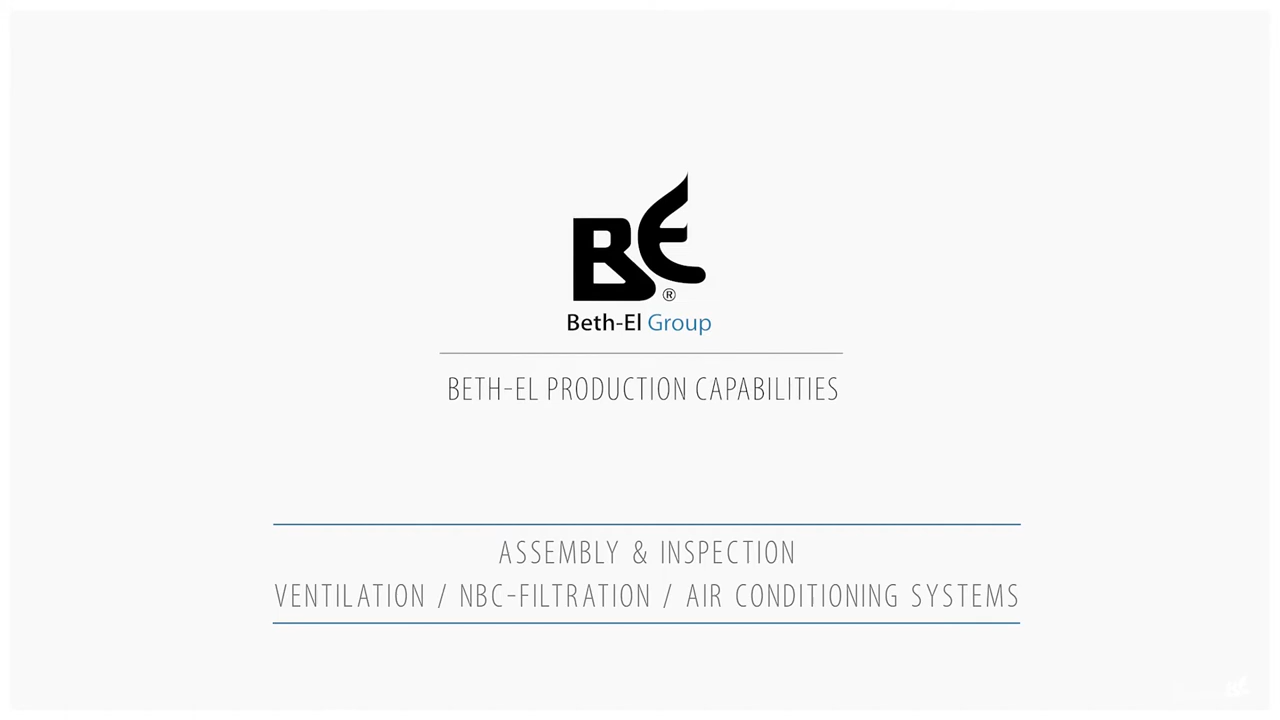 BE®
Beth-El Group
BETH-EL PRODUCTION CAPABILITIES
ASSEMBLY & INSPECTION
VENTILATION / NBC-FILTRATION / AIR CONDITIONING SYSTEMS